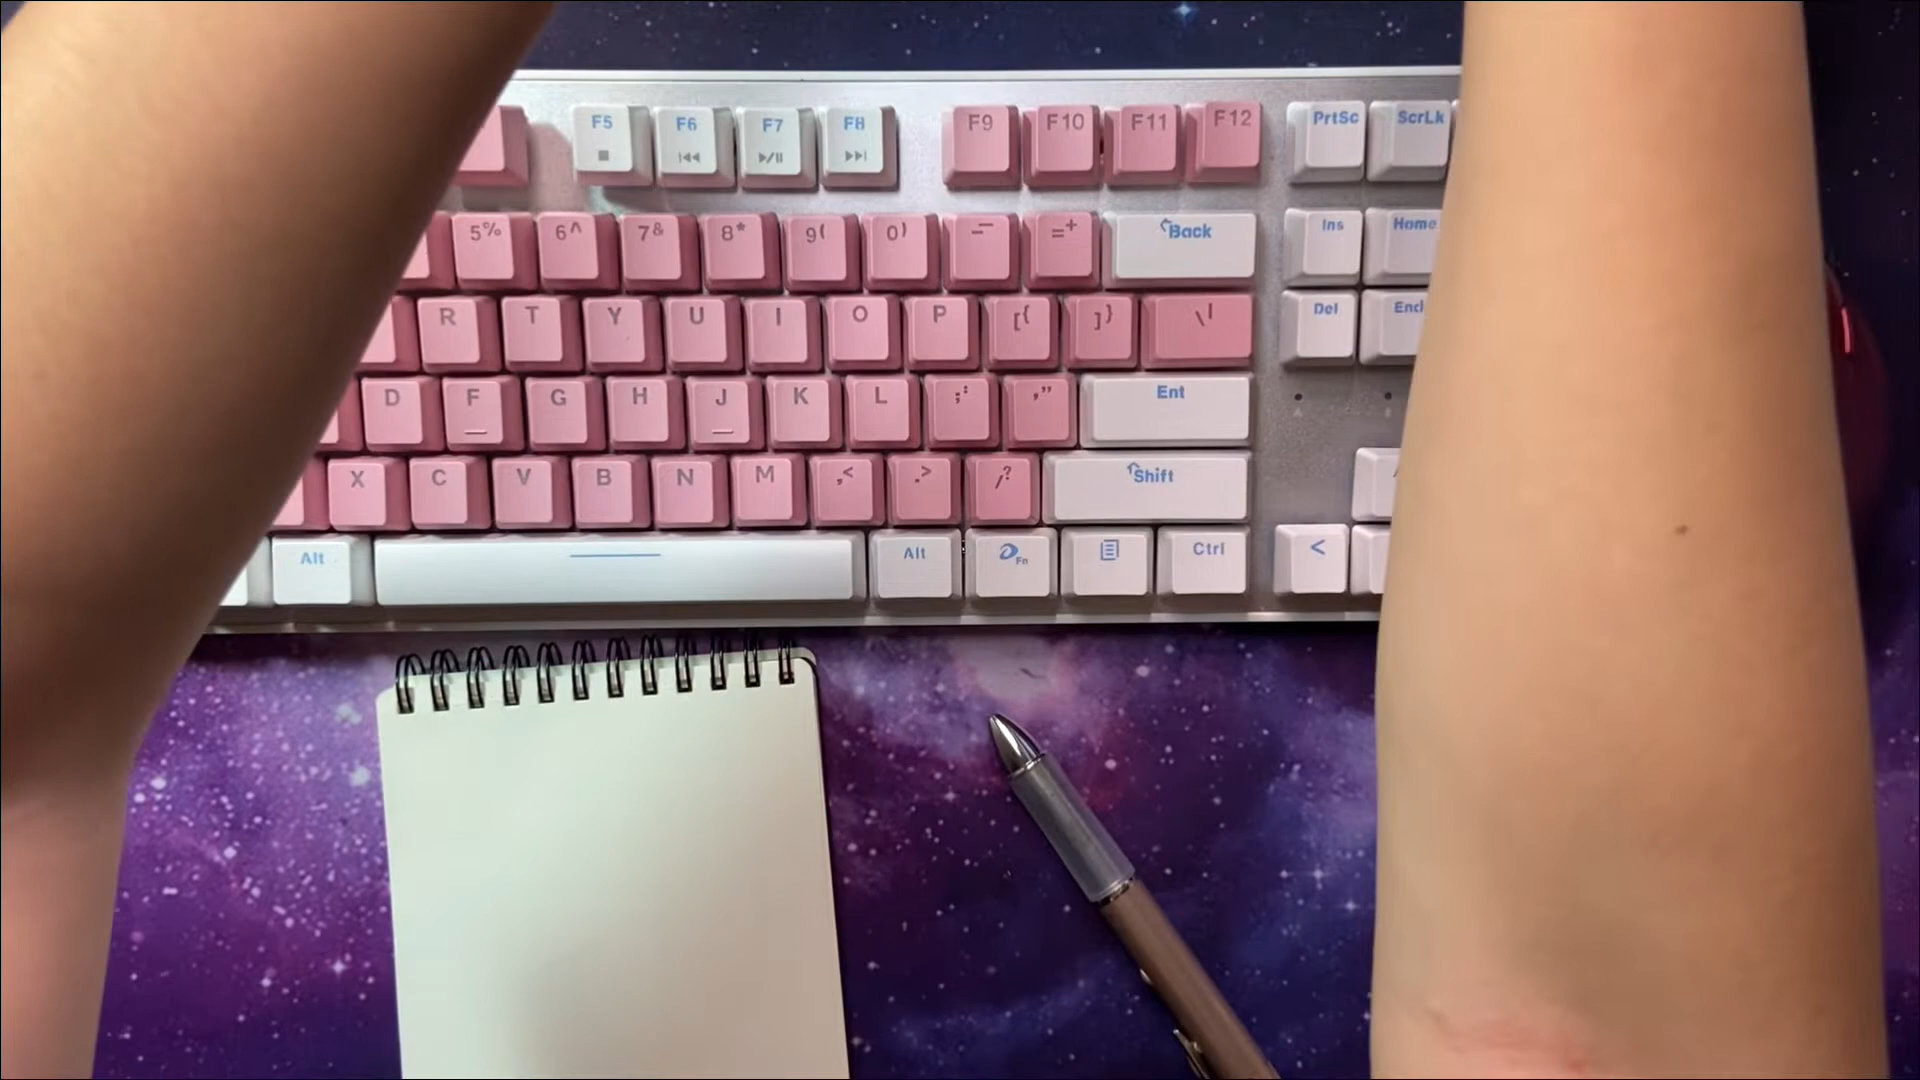 F5 F6 F7 F8 F9 F10 F11 F12 PrtSc ScrLk
5% 6^ 7& 8* 9( 0) -_ =+ Back Ins Home
R T Y U I O P [{ ]} \| Del End
D F G H J K L ;: '" Ent
X C V B N M ,< .> /? Shift
Alt Alt Fn Ctrl <